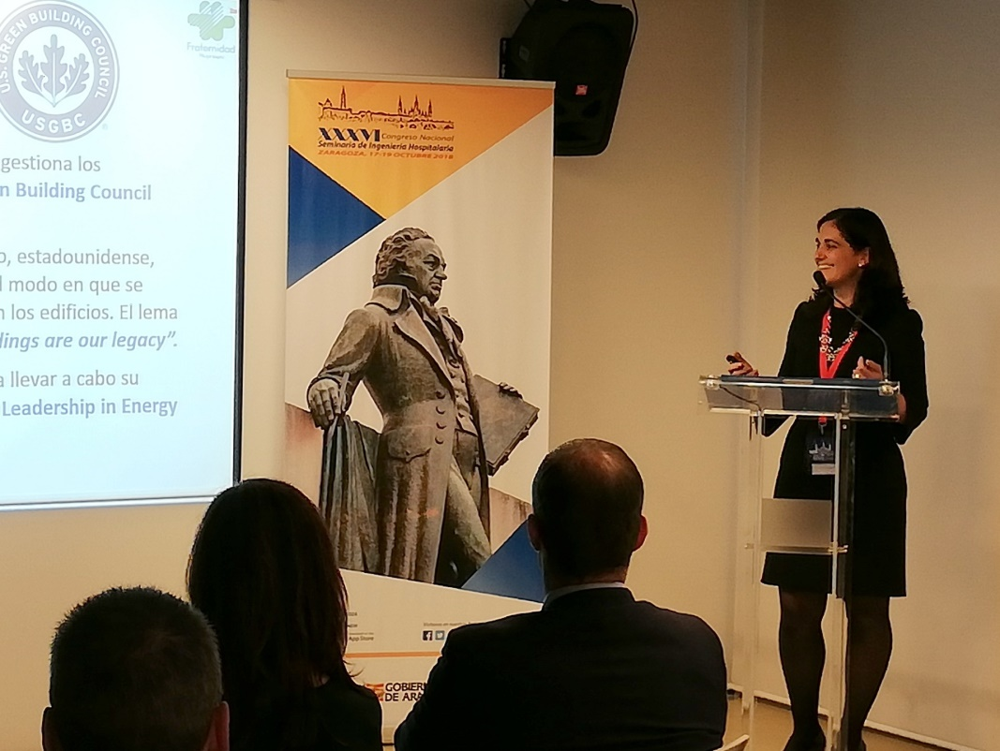 U.S. GREEN BUILDING COUNCIL
USGBC
Fraternidad
gestiona los
n Building Council
o, estadounidense,
l modo en que se
n los edificios. El lema
dings are our legacy”.
a llevar a cabo su
Leadership in Energy
XXXVI Congreso Nacional
Seminario de Ingeniería Hospitalaria
ZARAGOZA, 17-19 OCTUBRE 2018
App Store
GOBIER
DE ARA